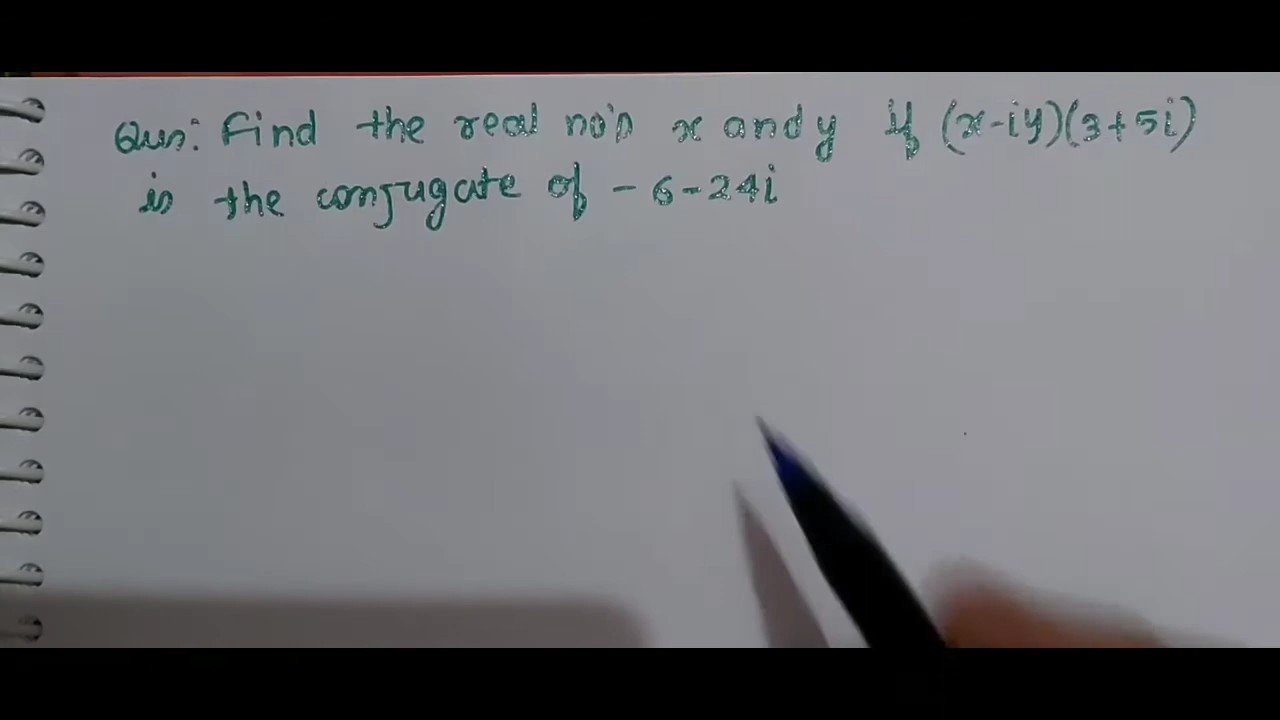 Qus: Find the real no's x and y if (x-iy)(3+5i)
is the conjugate of -6-24i